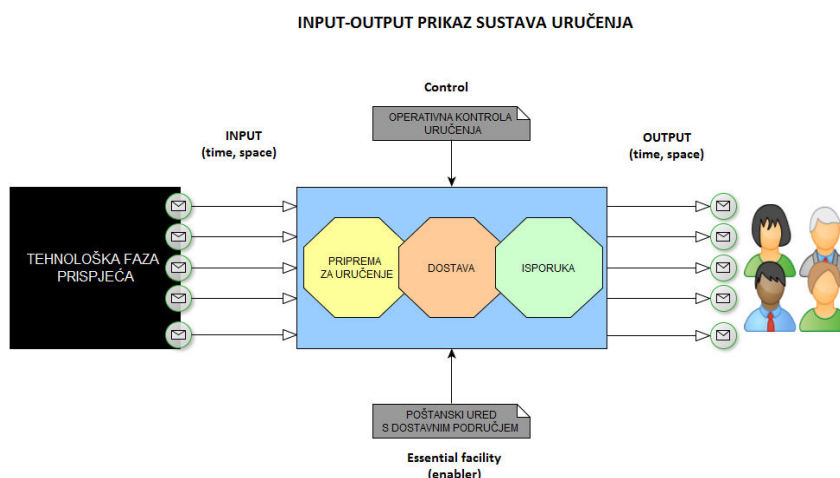 INPUT-OUTPUT PRIKAZ SUSTAVA URUČENJA
Control
OPERATIVNA KONTROLA
URUČENJA
INPUT
(time, space)
OUTPUT
(time, space)
TEHNOLOŠKA FAZA
PRISPJEĆA
PRIPREMA
ZA URUČENJE
DOSTAVA
ISPORUKA
POŠTANSKI URED
S DOSTAVNIM PODRUČJEM
Essential facility
(enabler)